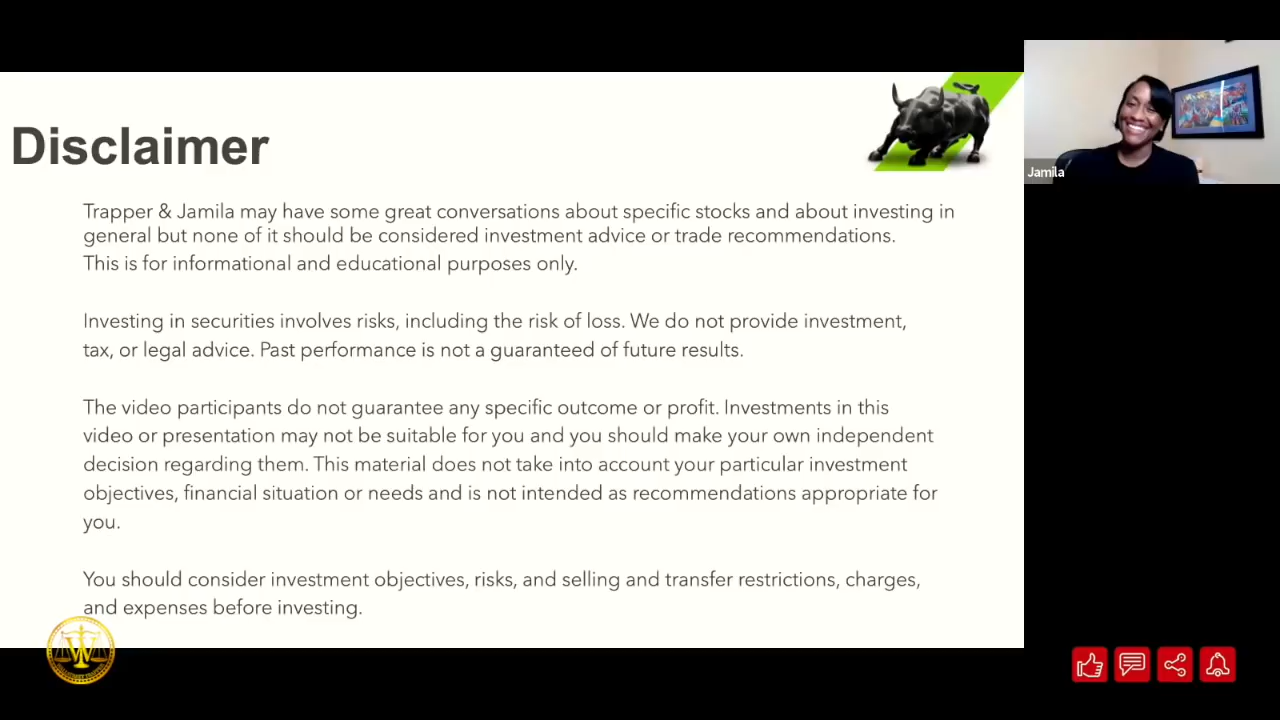 Disclaimer
Trapper & Jamila may have some great conversations about specific stocks and about investing in
general but none of it should be considered investment advice or trade recommendations.
This is for informational and educational purposes only.
Investing in securities involves risks, including the risk of loss. We do not provide investment,
tax, or legal advice. Past performance is not a guaranteed of future results.
The video participants do not guarantee any specific outcome or profit. Investments in this
video or presentation may not be suitable for you and you should make your own independent
decision regarding them. This material does not take into account your particular investment
objectives, financial situation or needs and is not intended as recommendations appropriate for
you.
You should consider investment objectives, risks, and selling and transfer restrictions, charges,
and expenses before investing.
Jamila
W